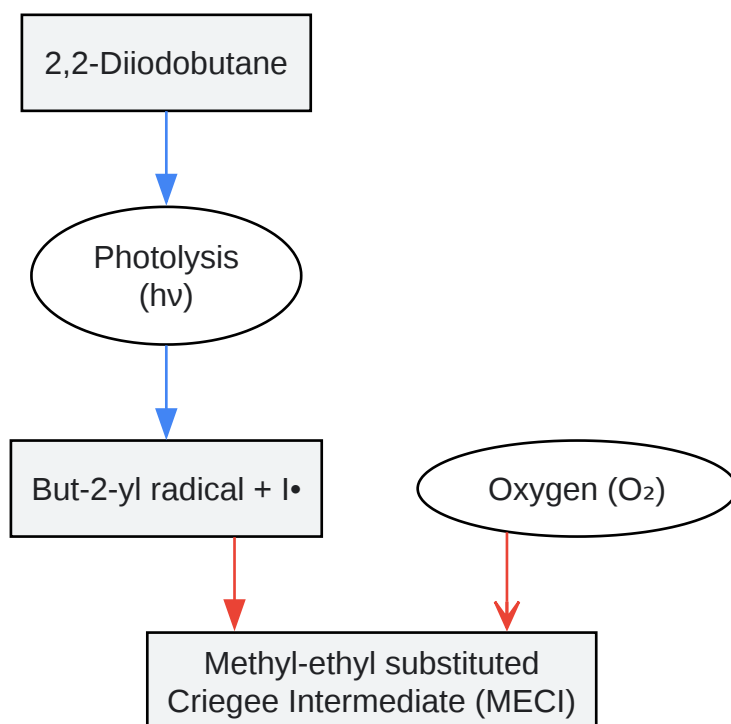 2,2-Diiodobutane
Photolysis
(hν)
But-2-yl radical + I•
Oxygen (O₂)
Methyl-ethyl substituted
Criegee Intermediate (MECI)